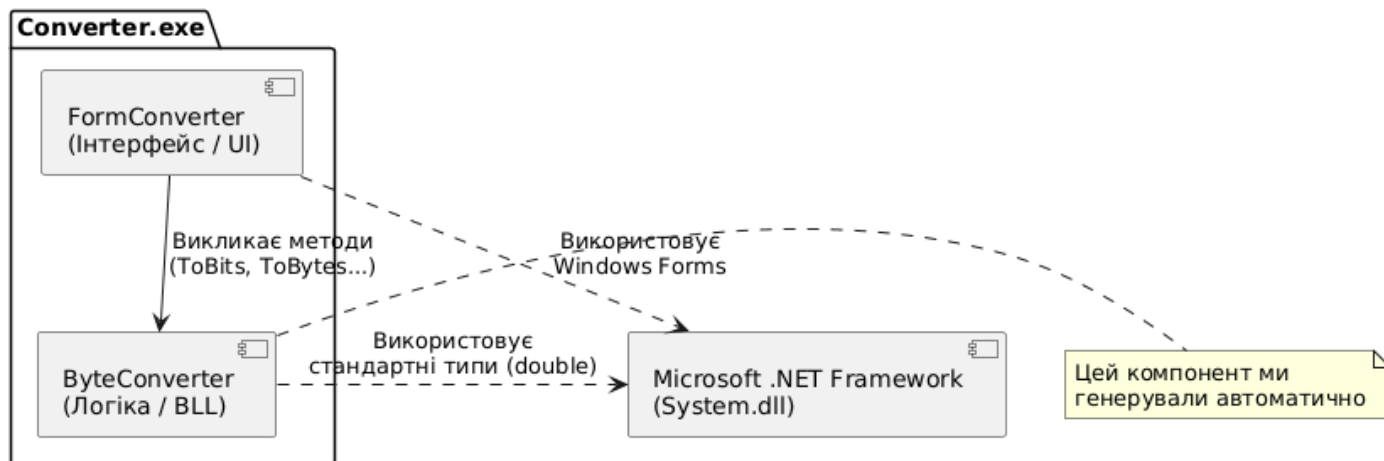 Converter.exe
FormConverter
(Інтерфейс / UI)
Викликає методи
(ToBits, ToBytes...)
Використовує
Windows Forms
ByteConverter
(Логіка / BLL)
Використовує
стандартні типи (double)
Microsoft .NET Framework
(System.dll)
Цей компонент ми
генерували автоматично